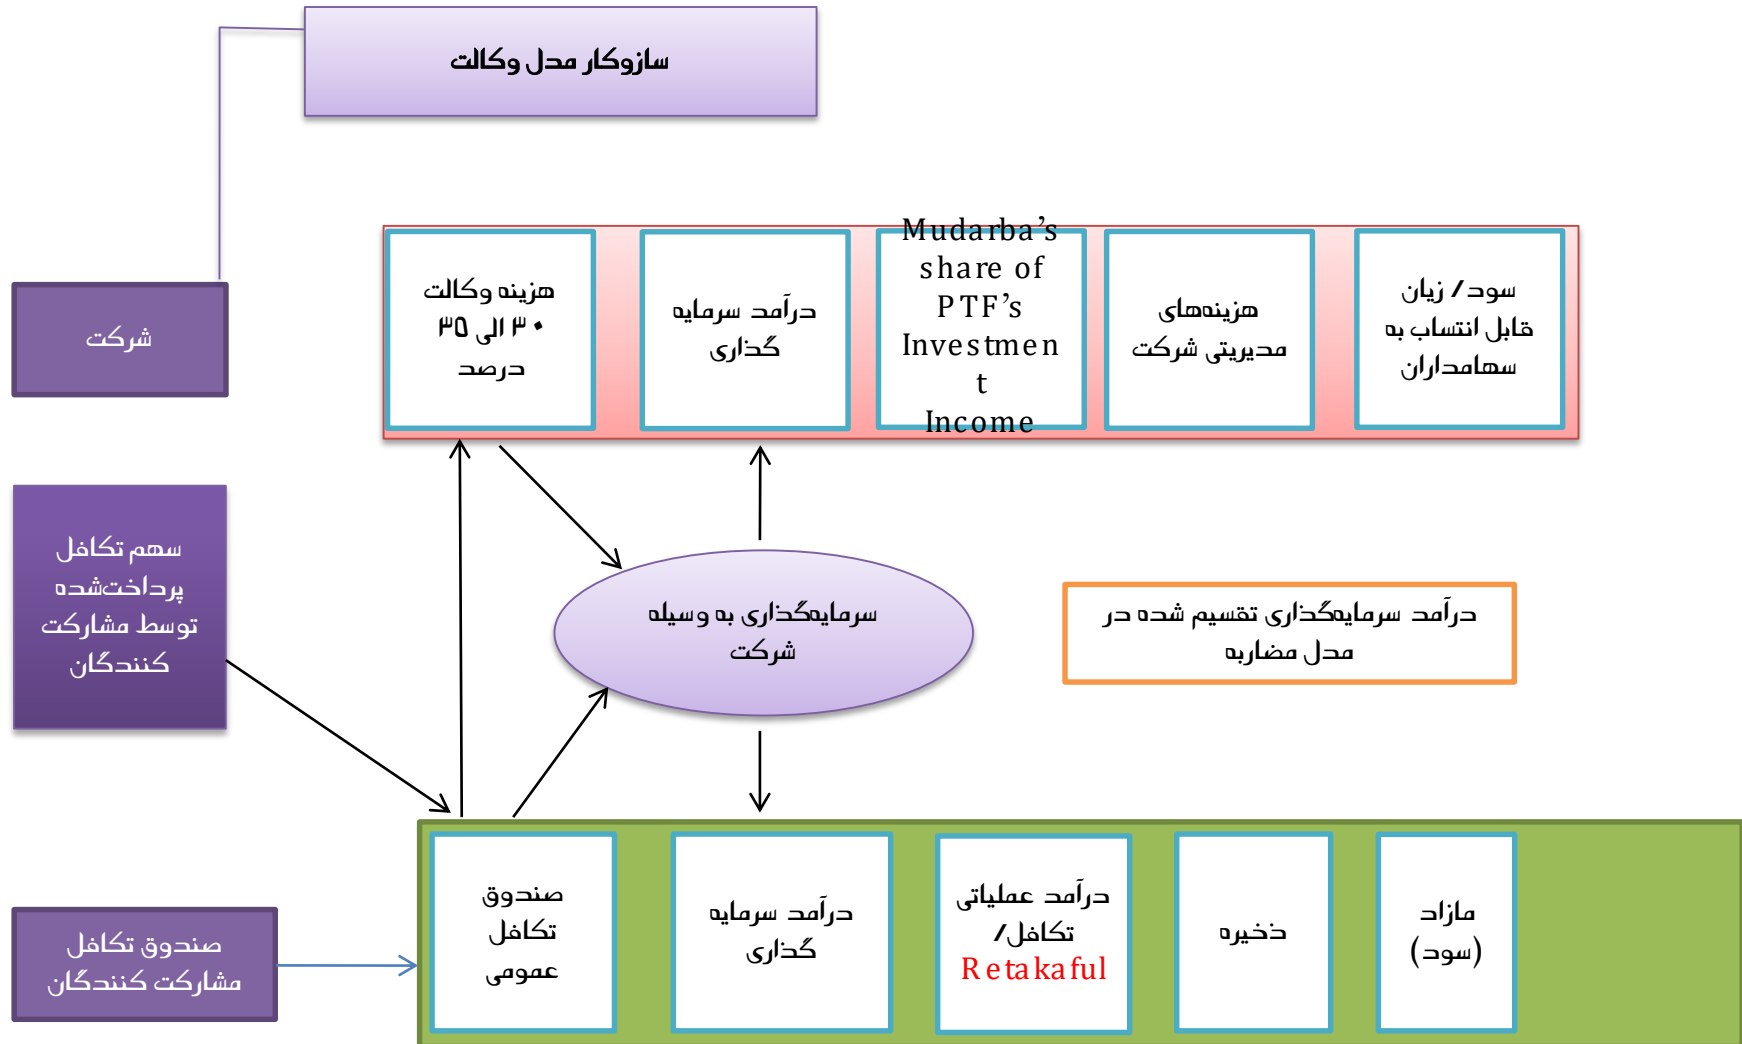 سازوکار مدل وکالت
شرکت
هزینه وکالت
۳۰ الی ۳۵
درصد
درآمد سرمایه
گذاری
Mudarba’s
share of
PTF’s
Investmen
t
Income
هزینه‌های
مدیریتی شرکت
سود/ زیان
قابل انتساب به
سهامداران
سهم تکافل
پرداخت‌شده
توسط مشارکت
کنندگان
سرمایه‌گذاری به وسیله
شرکت
درآمد سرمایه‌گذاری تقسیم شده در
مدل مضاربه
صندوق تکافل
مشارکت کنندگان
صندوق
تکافل
عمومی
درآمد سرمایه
گذاری
درآمد عملیاتی
تکافل/
Retakaful
ذخیره
مازاد
(سود)